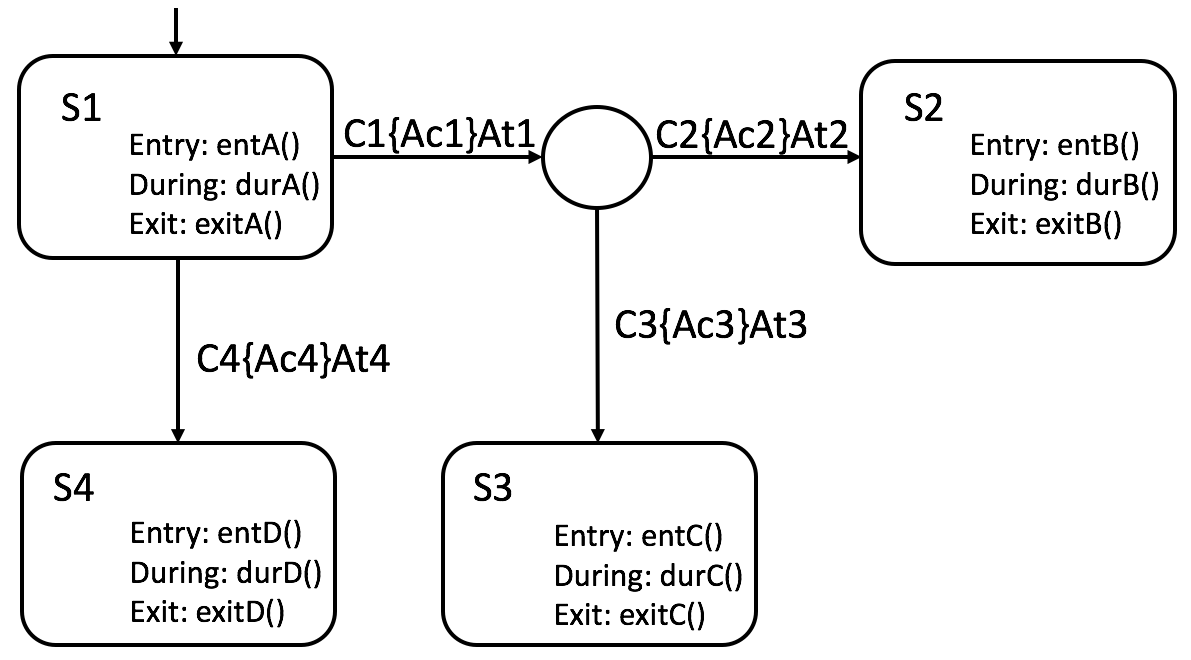 S1
Entry: entA()
During: durA()
Exit: exitA()
C1{Ac1}At1
C2{Ac2}At2
S2
Entry: entB()
During: durB()
Exit: exitB()
C4{Ac4}At4
C3{Ac3}At3
S4
Entry: entD()
During: durD()
Exit: exitD()
S3
Entry: entC()
During: durC()
Exit: exitC()